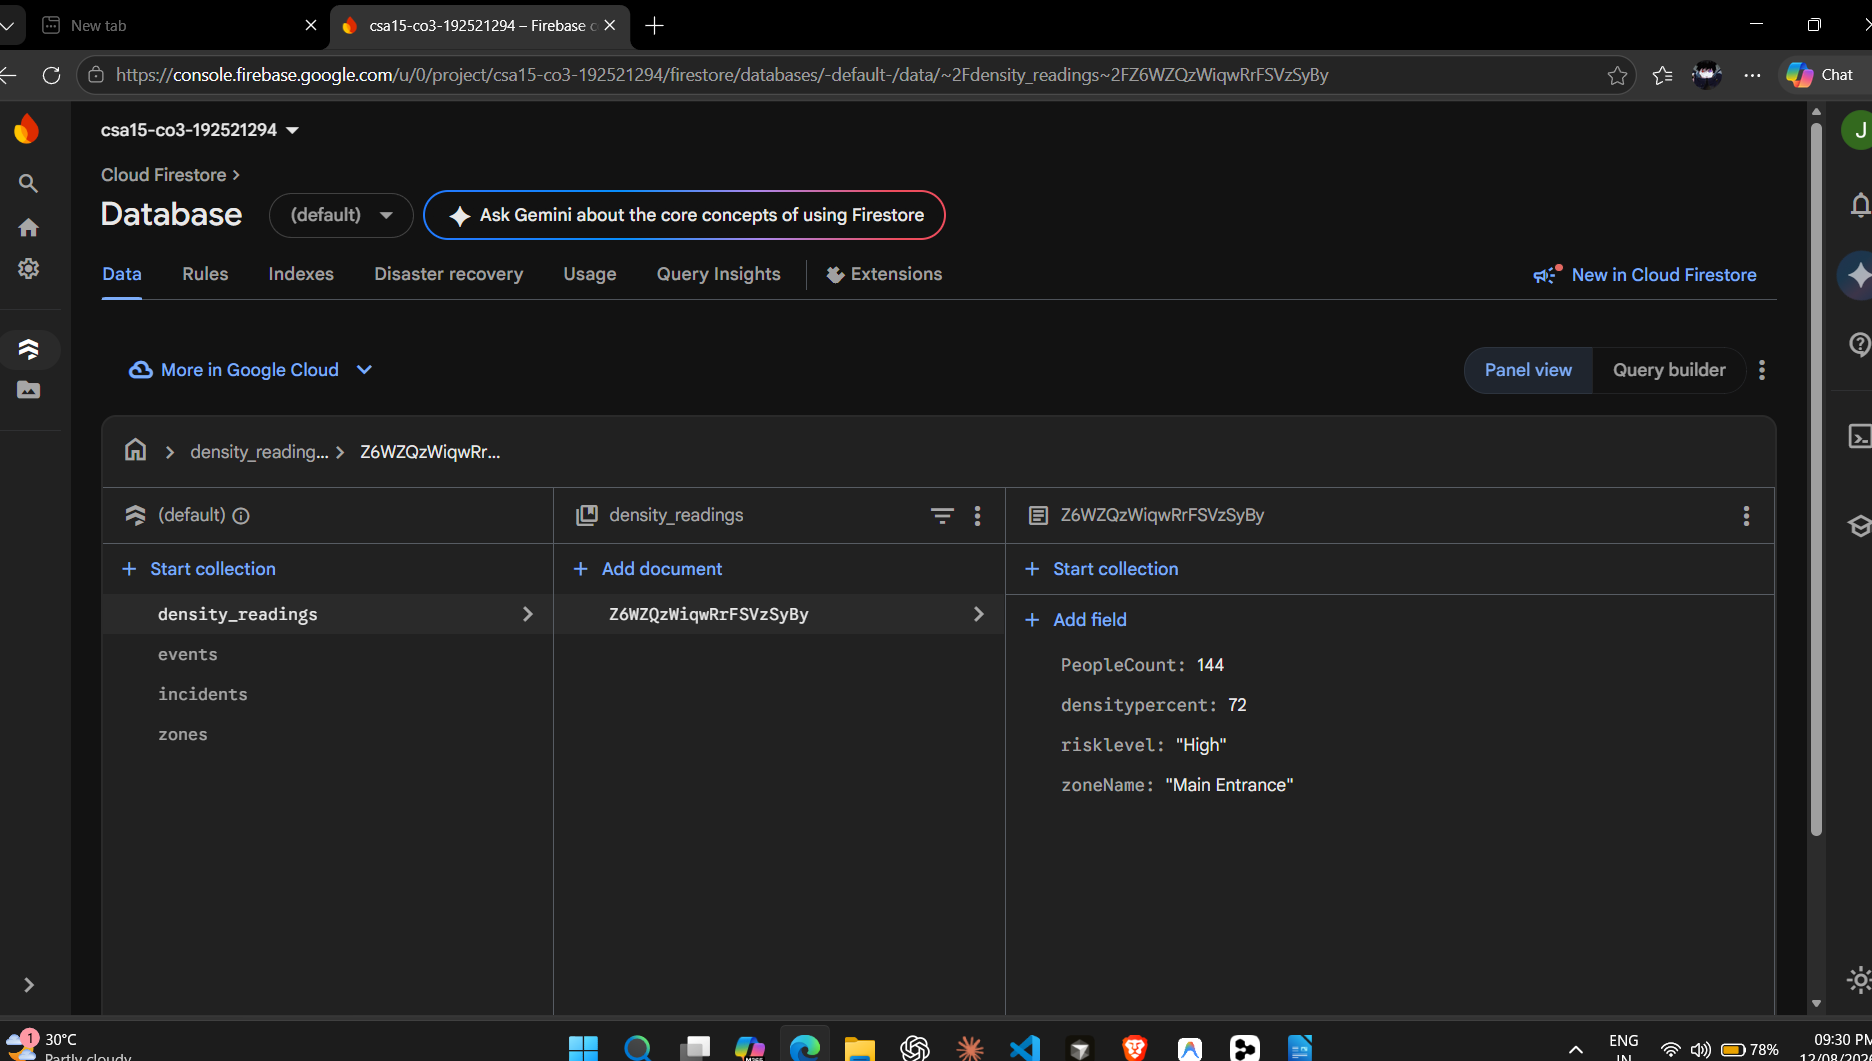 New tab
csa15-co3-192521294 – Firebase c
https://console.firebase.google.com/u/0/project/csa15-co3-192521294/firestore/databases/-default-/data/~2Fdensity_readings~2FZ6WZQzWiqwRrFSVzSyBy
Chat
csa15-co3-192521294
J
Cloud Firestore
Database
(default)
Ask Gemini about the core concepts of using Firestore
Data
Rules
Indexes
Disaster recovery
Usage
Query Insights
Extensions
New in Cloud Firestore
More in Google Cloud
Panel view
Query builder
density_reading...
Z6WZQzWiqwRr...
(default)
density_readings
Z6WZQzWiqwRrFSVzSyBy
Start collection
Add document
Start collection
density_readings
Z6WZQzWiqwRrFSVzSyBy
Add field
events
incidents
zones
PeopleCount: 144
densitypercent: 72
risklevel: "High"
zoneName: "Main Entrance"
1
30°C
Partly cloudy
M365
ENG
IN
78%
09:30 PM
12/08/202